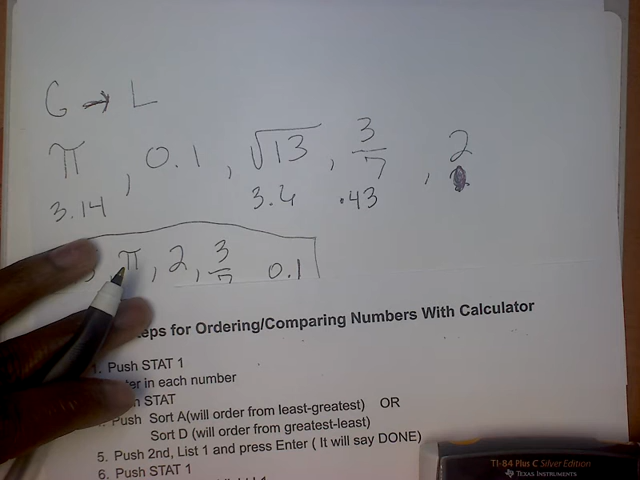 G → L
π, 0.1, √13, 3/7, 2
3.14 3.6 .43
π, 2, 3/7 0.1
for Ordering/Comparing Numbers With Calculator
1. Push STAT 1
in each number
STAT
Push Sort A(will order from least-greatest) OR
Sort D (will order from greatest-least)
5. Push 2nd, List 1 and press Enter ( It will say DONE)
6. Push STAT 1
TI-84 Plus C Silver Edition
TEXAS INSTRUMENTS